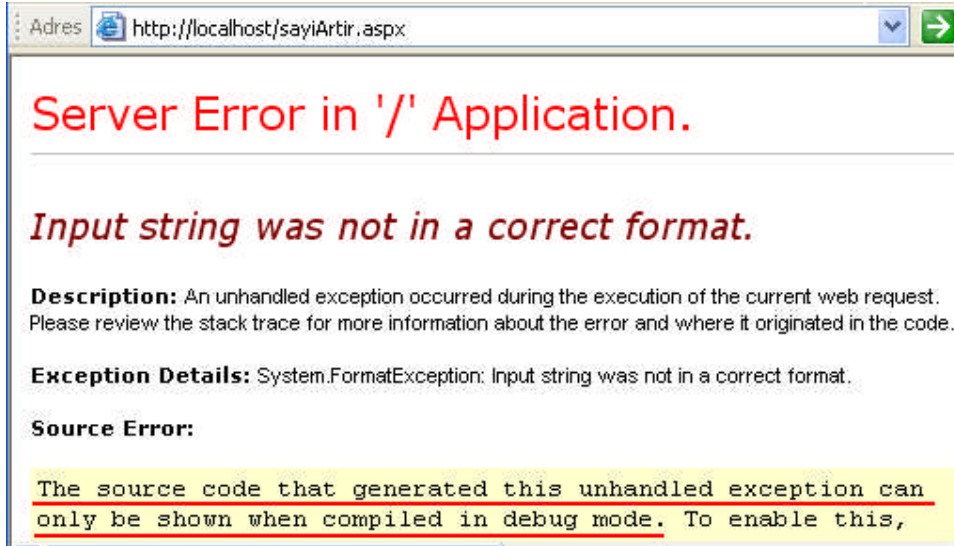 Adres http://localhost/sayiArtir.aspx
Server Error in '/' Application.
Input string was not in a correct format.
Description: An unhandled exception occurred during the execution of the current web request.
Please review the stack trace for more information about the error and where it originated in the code.
Exception Details: System.FormatException: Input string was not in a correct format.
Source Error:
The source code that generated this unhandled exception can
only be shown when compiled in debug mode. To enable this,